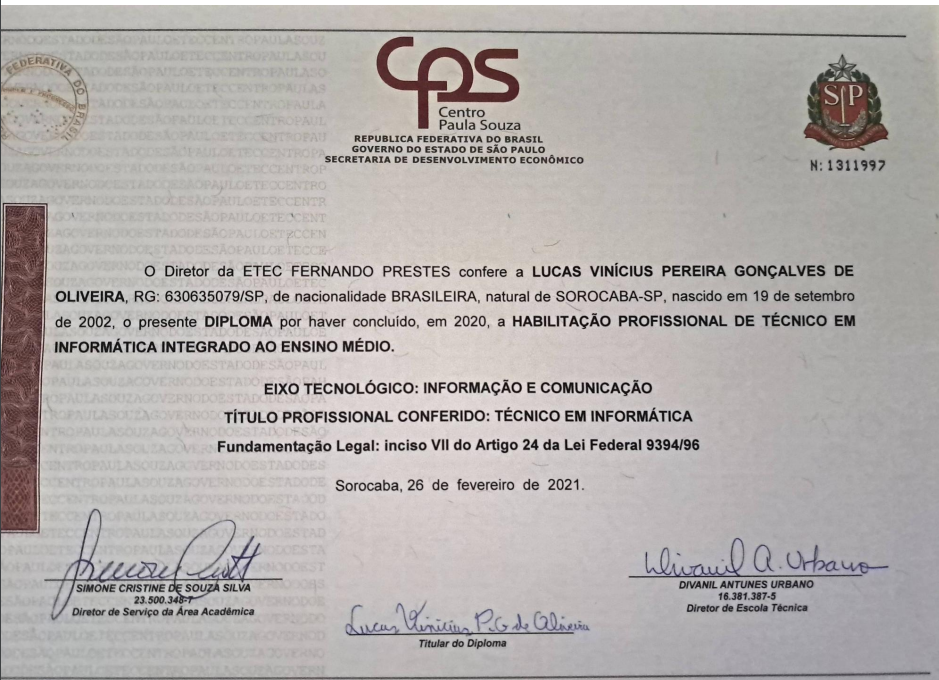 FEDERATIVA DO BRASIL
cps
Centro
Paula Souza
REPUBLICA FEDERATIVA DO BRASIL
GOVERNO DO ESTADO DE SÃO PAULO
SECRETARIA DE DESENVOLVIMENTO ECONÔMICO
SP
N: 1311997
O Diretor da ETEC FERNANDO PRESTES confere a LUCAS VINÍCIUS PEREIRA GONÇALVES DE
OLIVEIRA, RG: 630635079/SP, de nacionalidade BRASILEIRA, natural de SOROCABA-SP, nascido em 19 de setembro
de 2002, o presente DIPLOMA por haver concluído, em 2020, a HABILITAÇÃO PROFISSIONAL DE TÉCNICO EM
INFORMÁTICA INTEGRADO AO ENSINO MÉDIO.
EIXO TECNOLÓGICO: INFORMAÇÃO E COMUNICAÇÃO
TÍTULO PROFISSIONAL CONFERIDO: TÉCNICO EM INFORMÁTICA
Fundamentação Legal: inciso VII do Artigo 24 da Lei Federal 9394/96
Sorocaba, 26 de fevereiro de 2021.
SIMONE CRISTINE DE SOUZA SILVA
23.500.348-7
Diretor de Serviço da Área Acadêmica
Divanil A. Urbano
DIVANIL ANTUNES URBANO
16.381.387-5
Diretor de Escola Técnica
Lucas Vinícius P. G de Oliveira
Titular do Diploma